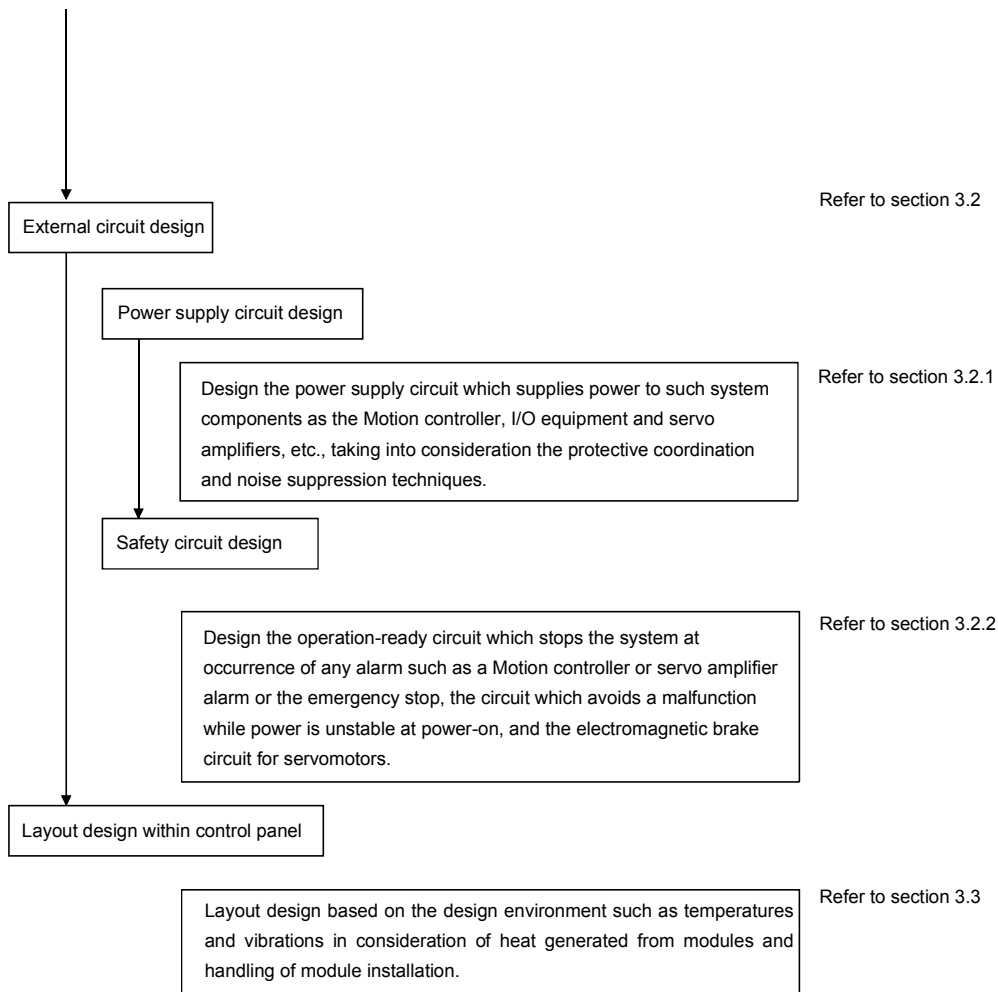 Refer to section 3.2
External circuit design
Power supply circuit design
Refer to section 3.2.1
Design the power supply circuit which supplies power to such system
components as the Motion controller, I/O equipment and servo
amplifiers, etc., taking into consideration the protective coordination
and noise suppression techniques.
Safety circuit design
Refer to section 3.2.2
Design the operation-ready circuit which stops the system at
occurrence of any alarm such as a Motion controller or servo amplifier
alarm or the emergency stop, the circuit which avoids a malfunction
while power is unstable at power-on, and the electromagnetic brake
circuit for servomotors.
Layout design within control panel
Refer to section 3.3
Layout design based on the design environment such as temperatures
and vibrations in consideration of heat generated from modules and
handling of module installation.